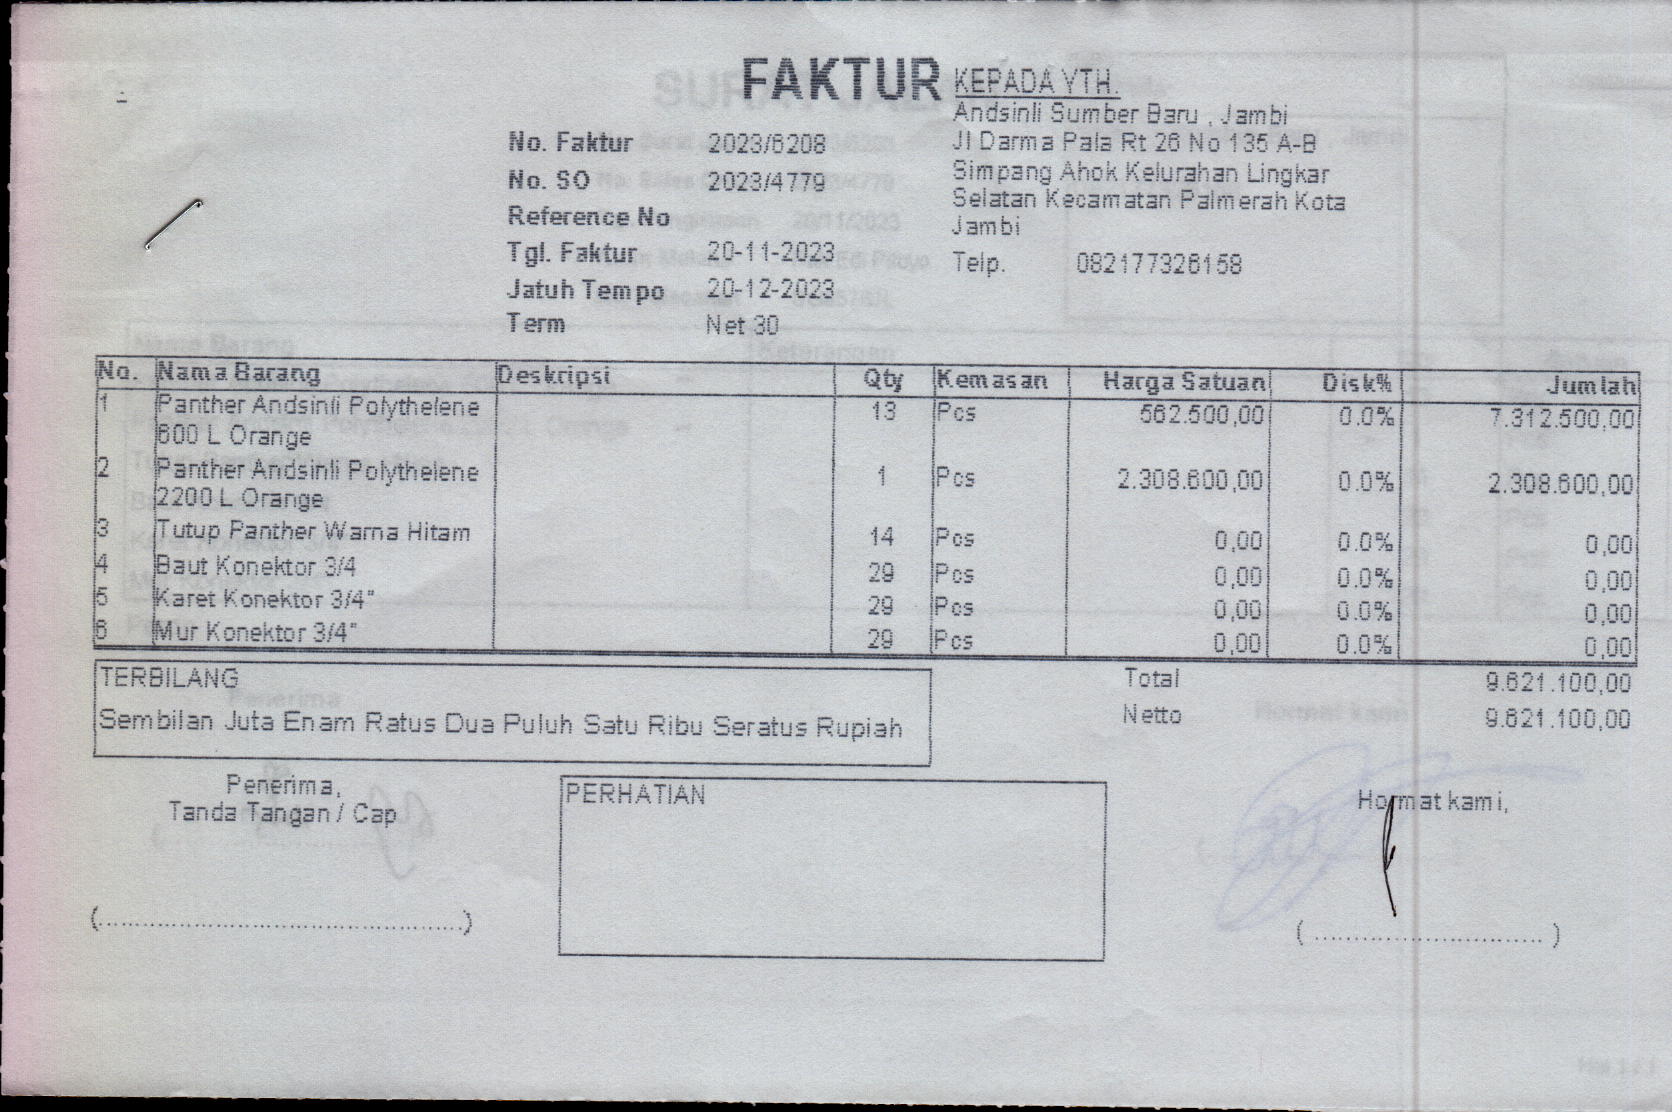 FAKTUR
No. Faktur 2023/6208
No. SO 2023/4779
Reference No
Tgl. Faktur 20-11-2023
Jatuh Tempo 20-12-2023
Term Net 30
KEPADA YTH.
Andsinli Sumber Baru , Jambi
Jl Darma Pala Rt 26 No 135 A-B
Simpang Ahok Kelurahan Lingkar
Selatan Kecamatan Palmerah Kota
Jambi
Telp. 082177326158
No. Nama Barang Deskripsi Qty Kemasan Harga Satuan Disk% Jumlah
1 Panther Andsinli Polythelene 13 Pcs 562.500,00 0.0% 7.312.500,00
600 L Orange
2 Panther Andsinli Polythelene 1 Pcs 2.308.600,00 0.0% 2.308.600,00
2200 L Orange
3 Tutup Panther Warna Hitam 14 Pcs 0,00 0.0% 0,00
4 Baut Konektor 3/4 29 Pcs 0,00 0.0% 0,00
5 Karet Konektor 3/4" 29 Pcs 0,00 0.0% 0,00
6 Mur Konektor 3/4" 29 Pcs 0,00 0.0% 0,00
TERBILANG
Sembilan Juta Enam Ratus Dua Puluh Satu Ribu Seratus Rupiah
Total 9.621.100,00
Netto 9.621.100,00
Penerima,
Tanda Tangan / Cap
PERHATIAN
Hormat kami,
(................................................)
(..............................)